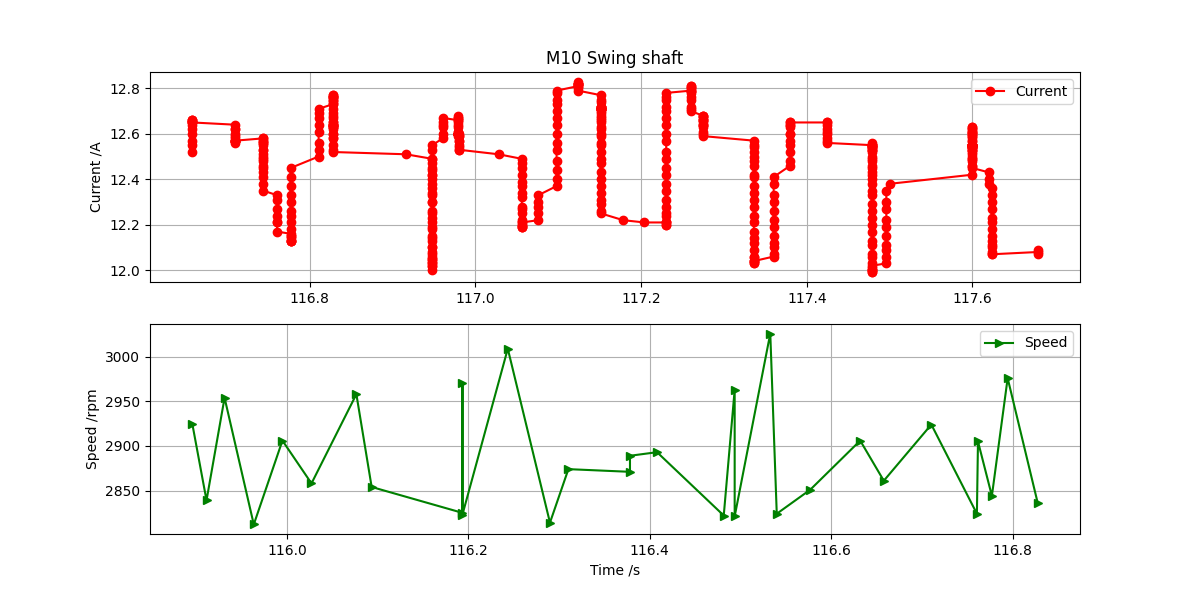 M10 Swing shaft
Current /A
12.8
12.6
12.4
12.2
12.0
Current
116.8 117.0 117.2 117.4 117.6
Speed /rpm
3000
2950
2900
2850
Speed
116.0 116.2 116.4 116.6 116.8
Time /s